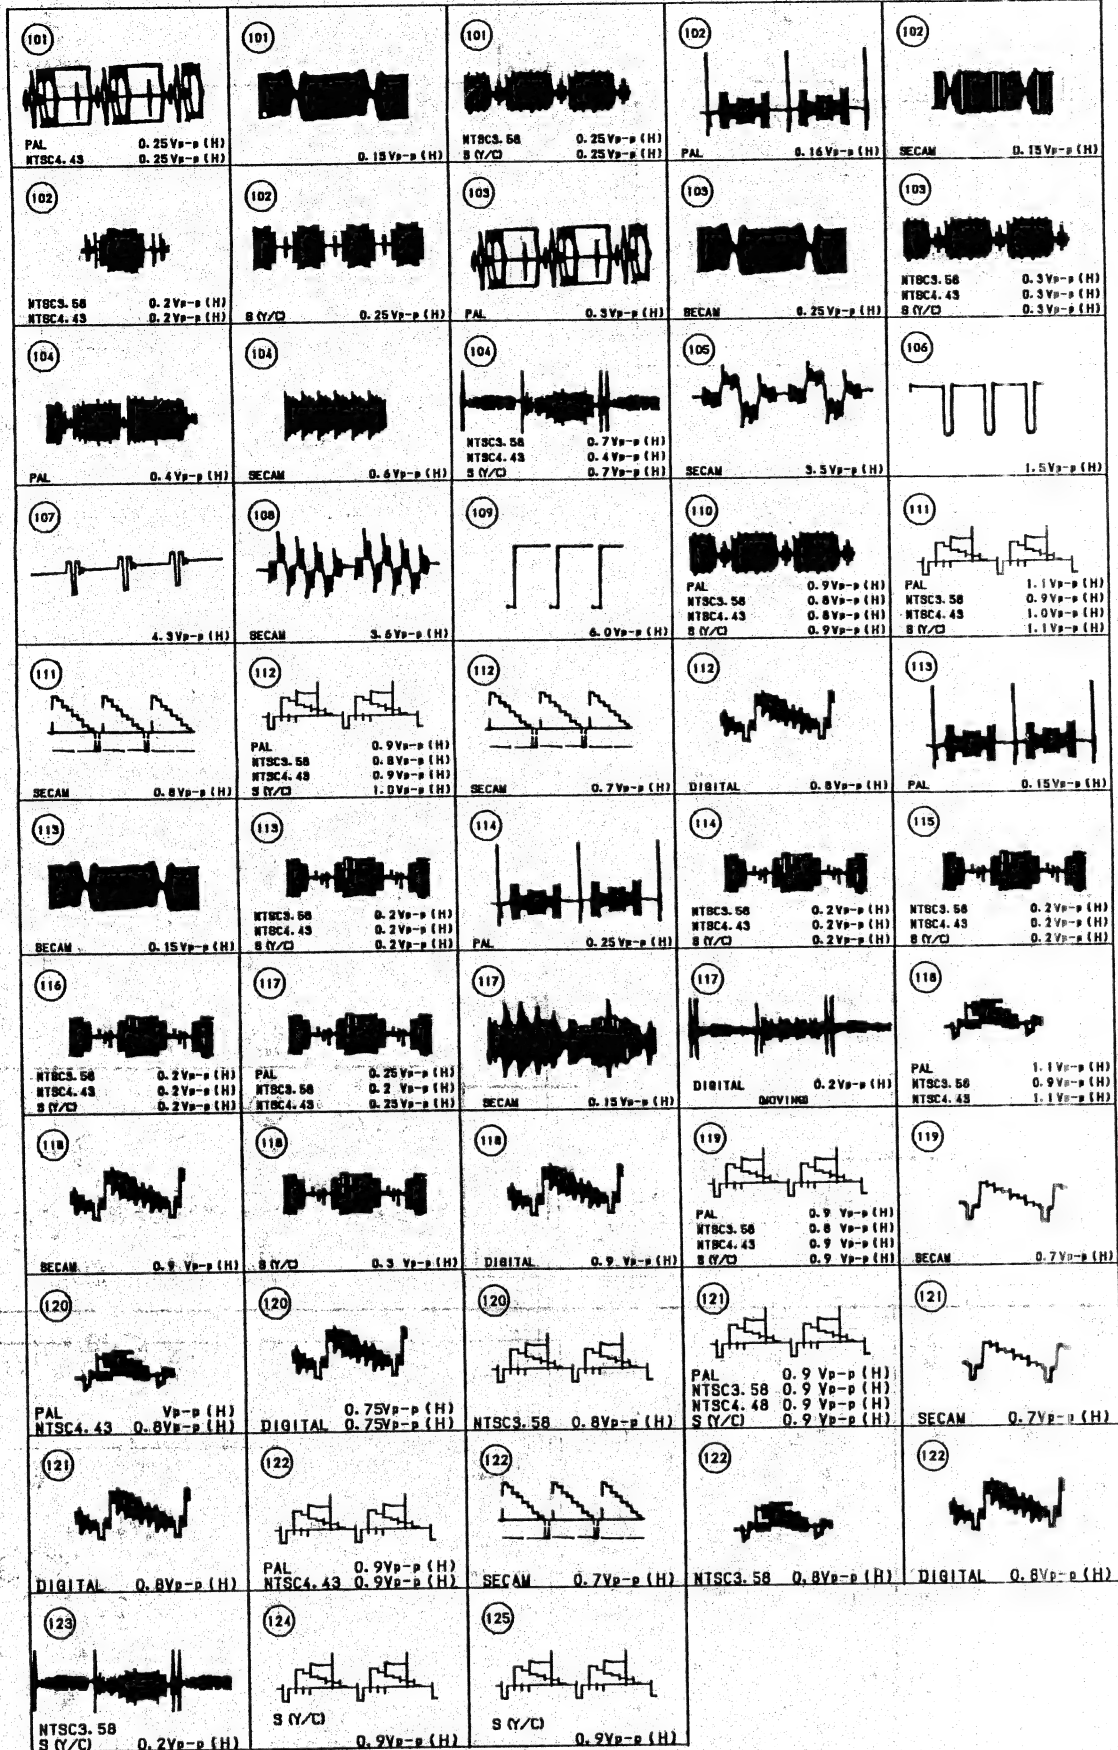 101
PAL 0.25Vp-p (H)
NTSC4.43 0.25Vp-p (H)
101
0.15Vp-p (H)
101
NTSC3.58 0.25Vp-p (H)
S (Y/C) 0.25Vp-p (H)
102
PAL 0.16Vp-p (H)
102
SECAM 0.15Vp-p (H)
102
NTSC3.58 0.2Vp-p (H)
NTSC4.43 0.2Vp-p (H)
102
S (Y/C) 0.25Vp-p (H)
103
PAL 0.3Vp-p (H)
103
SECAM 0.25Vp-p (H)
103
NTSC3.58 0.3Vp-p (H)
NTSC4.43 0.3Vp-p (H)
S (Y/C) 0.3Vp-p (H)
104
PAL 0.4Vp-p (H)
104
SECAM 0.6Vp-p (H)
104
NTSC3.58 0.7Vp-p (H)
NTSC4.43 0.4Vp-p (H)
S (Y/C) 0.7Vp-p (H)
105
SECAM 3.5Vp-p (H)
106
1.5Vp-p (H)
107
4.3Vp-p (H)
108
SECAM 3.6Vp-p (H)
109
6.0Vp-p (H)
110
PAL 0.9Vp-p (H)
NTSC3.58 0.8Vp-p (H)
NTSC4.43 0.8Vp-p (H)
S (Y/C) 0.9Vp-p (H)
111
PAL 1.1Vp-p (H)
NTSC3.58 0.9Vp-p (H)
NTSC4.43 1.0Vp-p (H)
S (Y/C) 1.1Vp-p (H)
111
SECAM 0.8Vp-p (H)
112
PAL 0.9Vp-p (H)
NTSC3.58 0.8Vp-p (H)
NTSC4.43 0.9Vp-p (H)
S (Y/C) 1.0Vp-p (H)
112
SECAM 0.7Vp-p (H)
112
DIGITAL 0.8Vp-p (H)
113
PAL 0.15Vp-p (H)
113
SECAM 0.15Vp-p (H)
113
NTSC3.58 0.2Vp-p (H)
NTSC4.43 0.2Vp-p (H)
S (Y/C) 0.2Vp-p (H)
114
PAL 0.25Vp-p (H)
114
NTSC3.58 0.2Vp-p (H)
NTSC4.43 0.2Vp-p (H)
S (Y/C) 0.2Vp-p (H)
115
NTSC3.58 0.2Vp-p (H)
NTSC4.43 0.2Vp-p (H)
S (Y/C) 0.2Vp-p (H)
116
NTSC3.58 0.2Vp-p (H)
NTSC4.43 0.2Vp-p (H)
S (Y/C) 0.2Vp-p (H)
117
PAL 0.25Vp-p (H)
NTSC3.58 0.2 Vp-p (H)
NTSC4.43 0.25Vp-p (H)
117
SECAM 0.15Vp-p (H)
117
DIGITAL 0.2Vp-p (H)
(MOVING)
118
PAL 1.1Vp-p (H)
NTSC3.58 0.9Vp-p (H)
NTSC4.43 1.1Vp-p (H)
118
SECAM 0.9 Vp-p (H)
118
S (Y/C) 0.3 Vp-p (H)
118
DIGITAL 0.9 Vp-p (H)
119
PAL 0.9 Vp-p (H)
NTSC3.58 0.8 Vp-p (H)
NTSC4.43 0.9 Vp-p (H)
S (Y/C) 0.9 Vp-p (H)
119
SECAM 0.7Vp-p (H)
120
PAL Vp-p (H)
NTSC4.43 0.8Vp-p (H)
120
0.75Vp-p (H)
DIGITAL 0.75Vp-p (H)
120
NTSC3.58 0.8Vp-p (H)
121
PAL 0.9 Vp-p (H)
NTSC3.58 0.9 Vp-p (H)
NTSC4.48 0.9 Vp-p (H)
S (Y/C) 0.9 Vp-p (H)
121
SECAM 0.7Vp-p (H)
121
DIGITAL 0.8Vp-p (H)
122
PAL 0.9Vp-p (H)
NTSC4.43 0.9Vp-p (H)
122
SECAM 0.7Vp-p (H)
122
NTSC3.58 0.8Vp-p (H)
122
DIGITAL 0.8Vp-p (H)
123
NTSC3.58
S (Y/C) 0.2Vp-p (H)
124
S (Y/C)
0.9Vp-p (H)
125
S (Y/C)
0.9Vp-p (H)